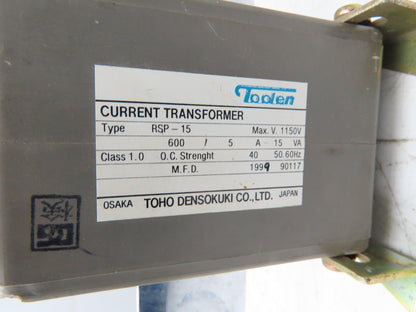 Toolen
CURRENT TRANSFORMER
Type RSP-15 Max. V. 1150V
600 / 5 A - 15 VA
Class 1.0 O.C. Strenght 40 50.60Hz
M.F.D. 1999 90117
OSAKA TOHO DENSOKUKI CO., LTD. JAPAN
検